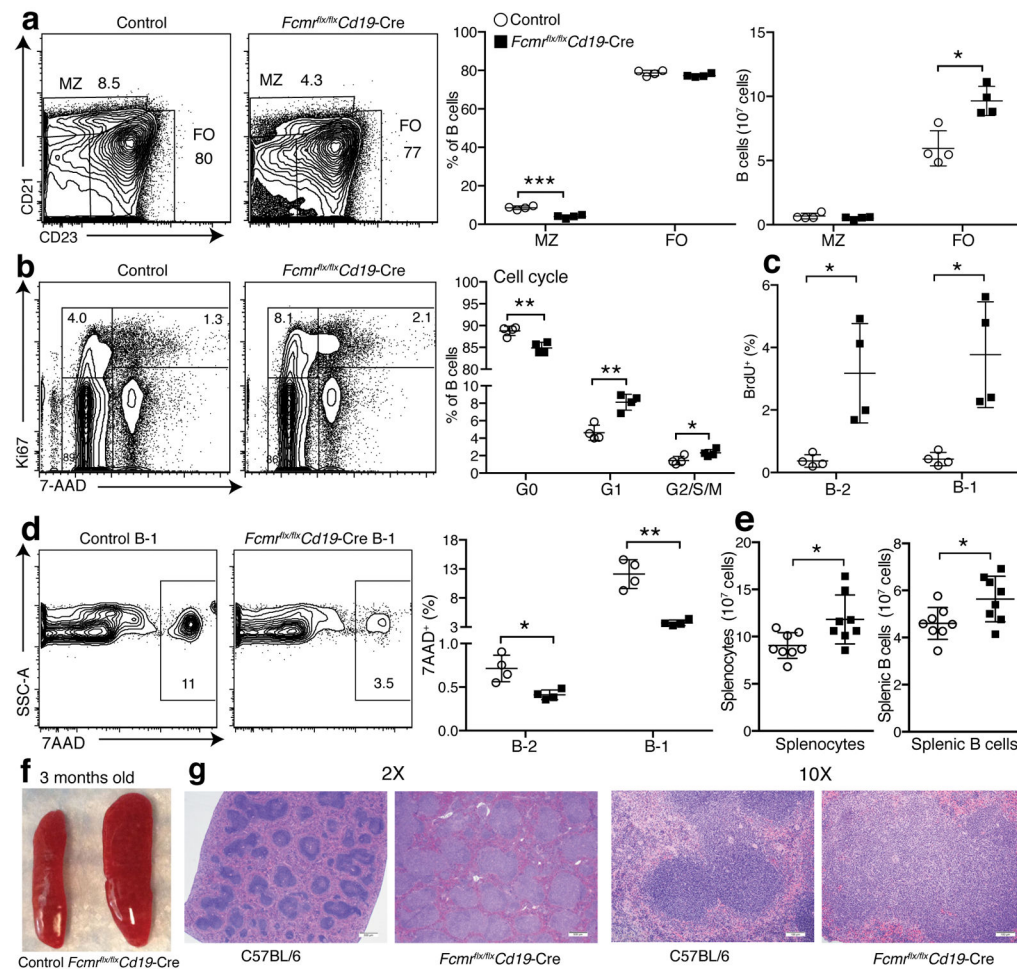 a
Control
Fcmrflx/flxCd19-Cre
MZ 8.5
FO
80
MZ 4.3
FO
77
CD21
CD23
○ Control
■ Fcmrflx/flxCd19-Cre
% of B cells
100
80
60
40
20
0
***
MZ
FO
B cells (10⁷ cells)
15
10
5
0
*
MZ
FO
b
Control
Fcmrflx/flxCd19-Cre
4.0
1.3
89
8.1
2.1
86
Ki67
7-AAD
Cell cycle
% of B cells
100
95
90
85
80
10
8
6
4
2
0
**
**
*
G0
G1
G2/S/M
c
BrdU⁺ (%)
6
4
2
0
*
*
B-2
B-1
d
Control B-1
Fcmrflx/flxCd19-Cre B-1
11
3.5
SSC-A
7AAD
7AAD⁺ (%)
18
13
8
3
1.0
0.5
0.0
*
**
B-2
B-1
e
Splenocytes (10⁷ cells)
20
15
10
5
0
*
Splenocytes
Splenic B cells (10⁷ cells)
8
6
4
2
0
*
Splenic B cells
f
3 months old
Control Fcmrflx/flxCd19-Cre
g
2X
10X
C57BL/6
Fcmrflx/flxCd19-Cre
C57BL/6
Fcmrflx/flxCd19-Cre